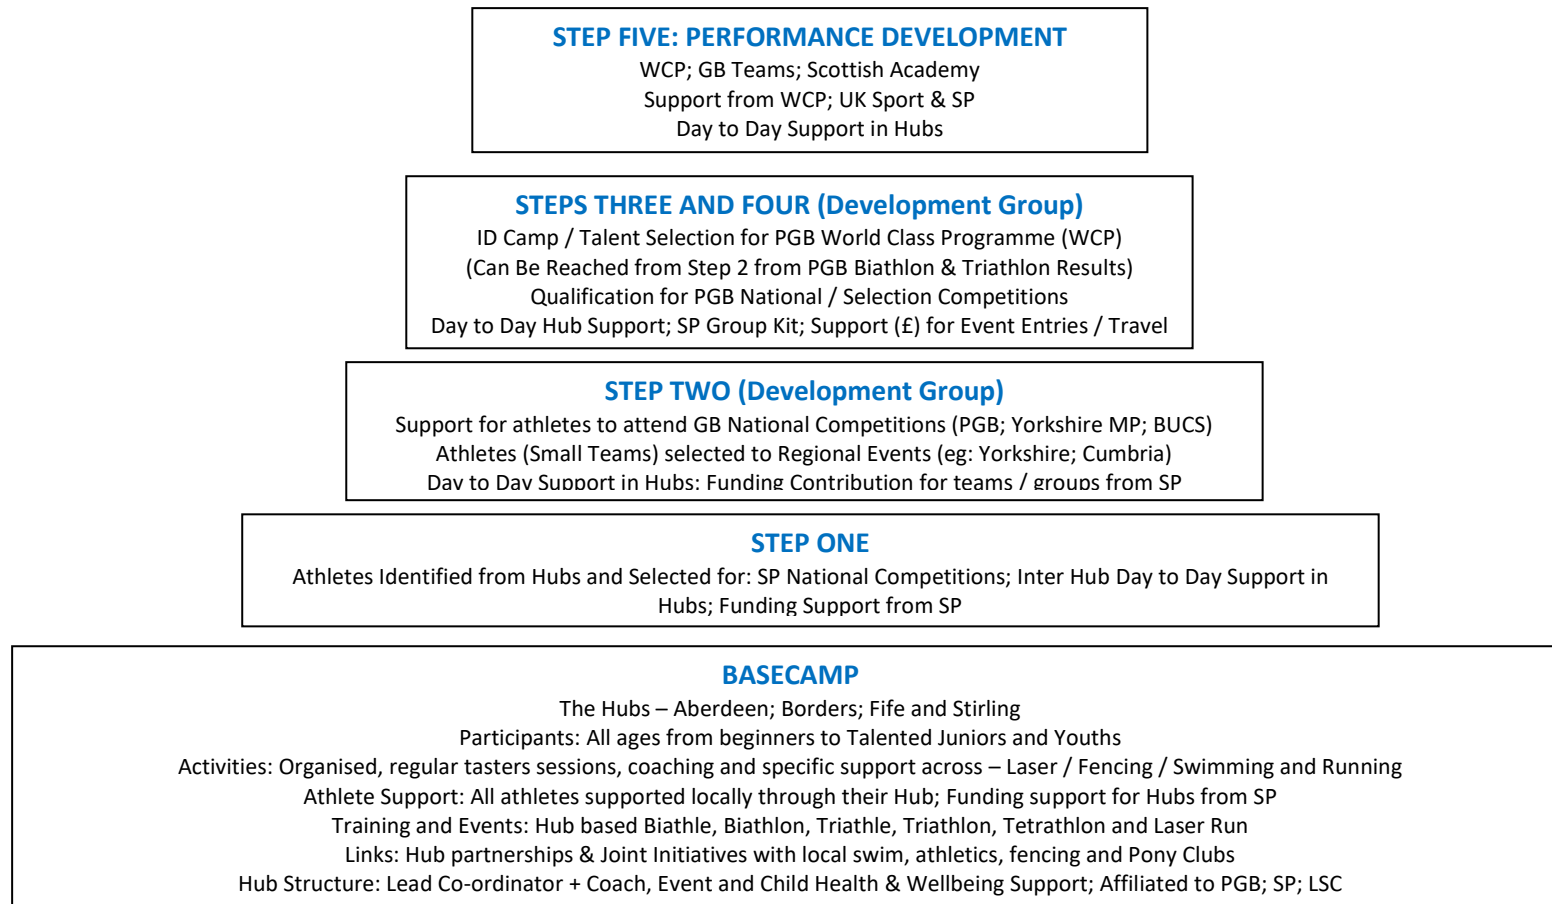 STEP FIVE: PERFORMANCE DEVELOPMENT
WCP; GB Teams; Scottish Academy
Support from WCP; UK Sport & SP
Day to Day Support in Hubs
STEPS THREE AND FOUR (Development Group)
ID Camp / Talent Selection for PGB World Class Programme (WCP)
(Can Be Reached from Step 2 from PGB Biathlon & Triathlon Results)
Qualification for PGB National / Selection Competitions
Day to Day Hub Support; SP Group Kit; Support (£) for Event Entries / Travel
STEP TWO (Development Group)
Support for athletes to attend GB National Competitions (PGB; Yorkshire MP; BUCS)
Athletes (Small Teams) selected to Regional Events (eg: Yorkshire; Cumbria)
Day to Day Support in Hubs: Funding Contribution for teams / groups from SP
STEP ONE
Athletes Identified from Hubs and Selected for: SP National Competitions; Inter Hub Day to Day Support in
Hubs; Funding Support from SP
BASECAMP
The Hubs – Aberdeen; Borders; Fife and Stirling
Participants: All ages from beginners to Talented Juniors and Youths
Activities: Organised, regular tasters sessions, coaching and specific support across – Laser / Fencing / Swimming and Running
Athlete Support: All athletes supported locally through their Hub; Funding support for Hubs from SP
Training and Events: Hub based Biathle, Biathlon, Triathle, Triathlon, Tetrathlon and Laser Run
Links: Hub partnerships & Joint Initiatives with local swim, athletics, fencing and Pony Clubs
Hub Structure: Lead Co-ordinator + Coach, Event and Child Health & Wellbeing Support; Affiliated to PGB; SP; LSC